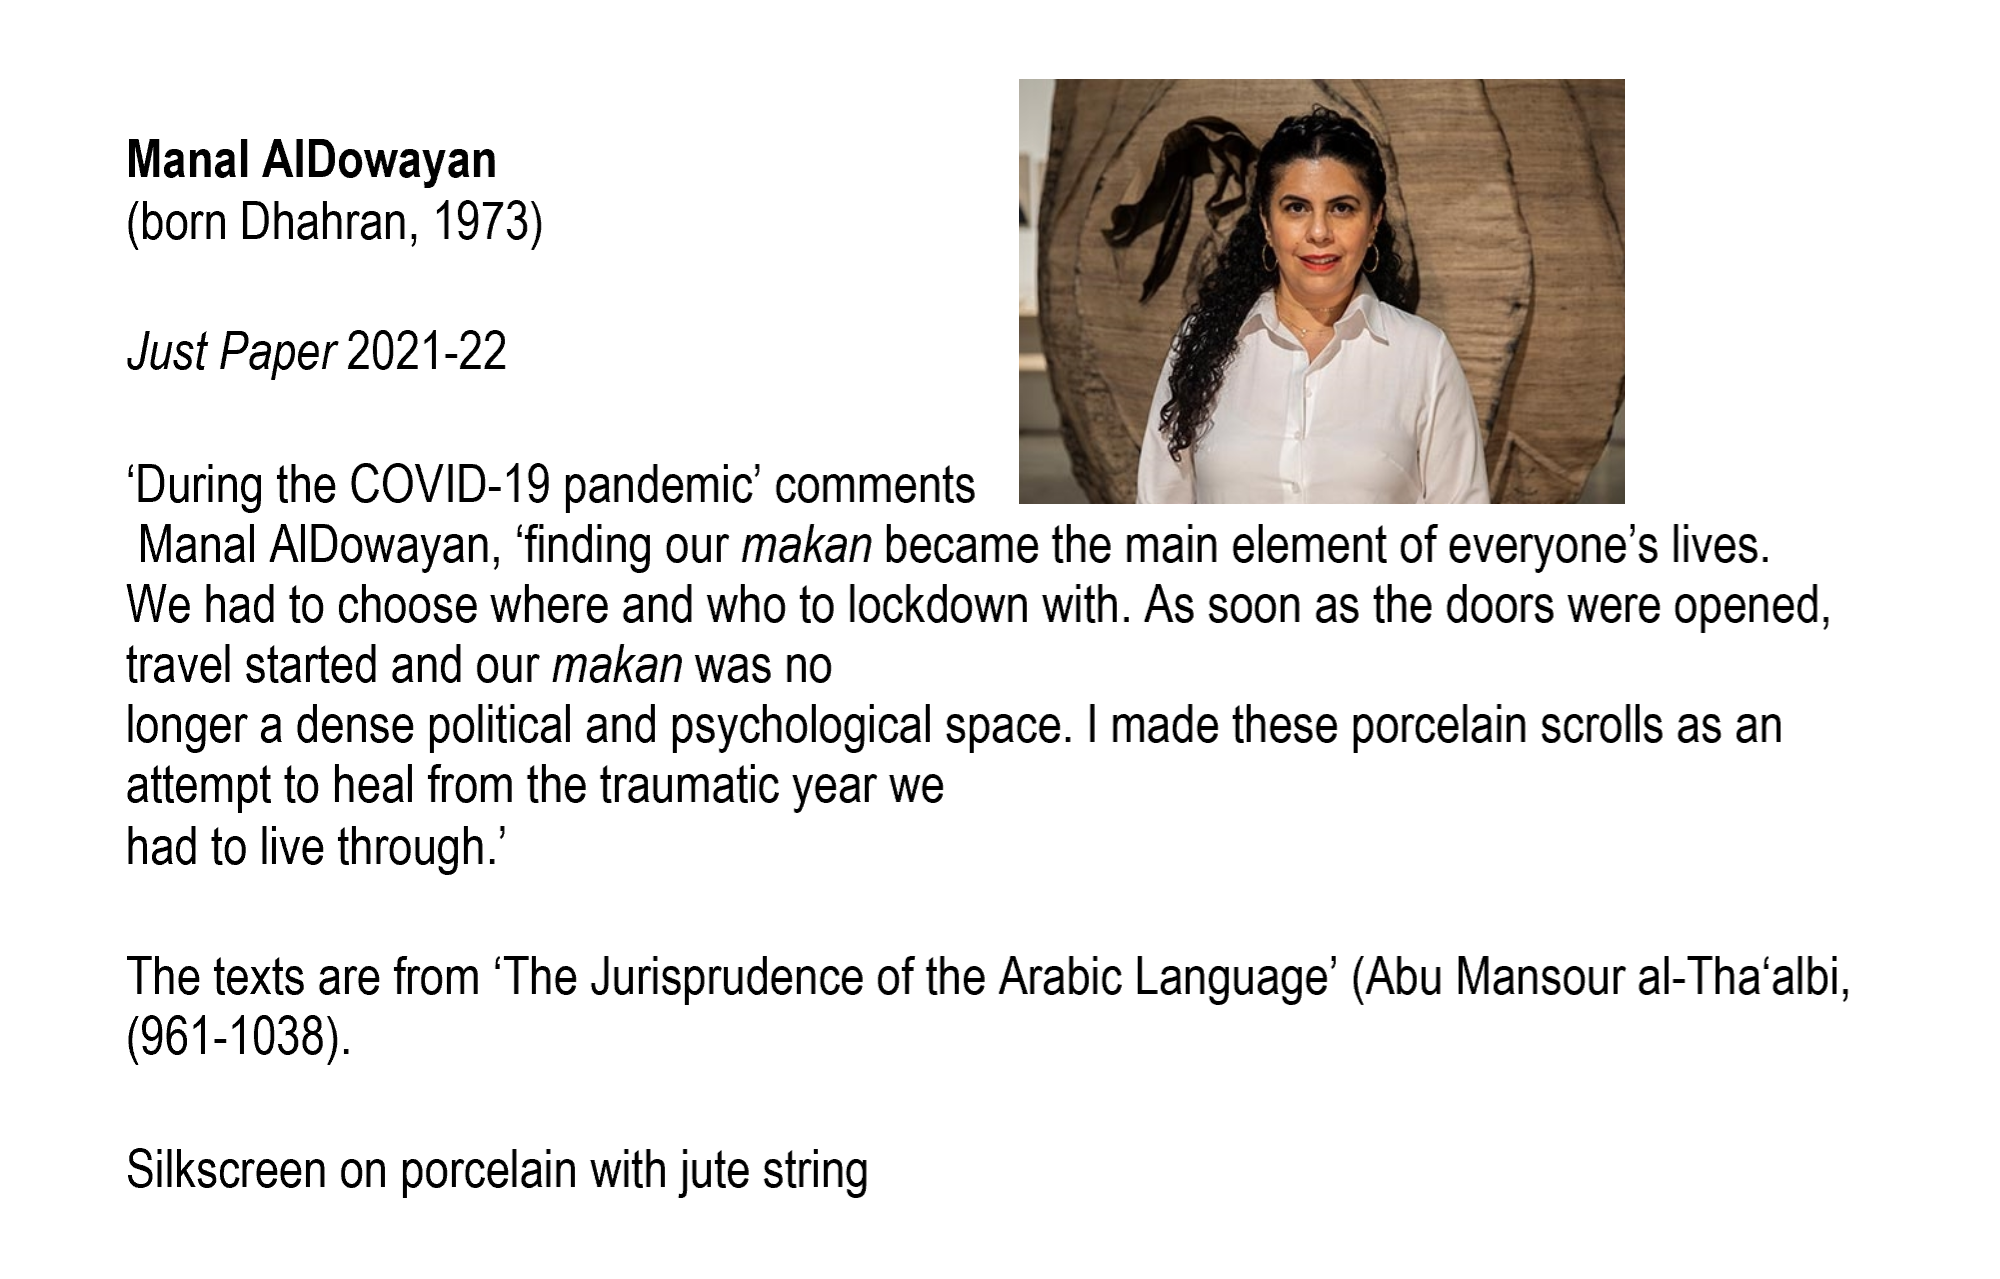 Manal AlDowayan
(born Dhahran, 1973)
Just Paper 2021-22
‘During the COVID-19 pandemic’ comments
Manal AlDowayan, ‘finding our makan became the main element of everyone’s lives.
We had to choose where and who to lockdown with. As soon as the doors were opened,
travel started and our makan was no
longer a dense political and psychological space. I made these porcelain scrolls as an
attempt to heal from the traumatic year we
had to live through.’
The texts are from ‘The Jurisprudence of the Arabic Language’ (Abu Mansour al-Tha‘albi,
(961-1038).
Silkscreen on porcelain with jute string